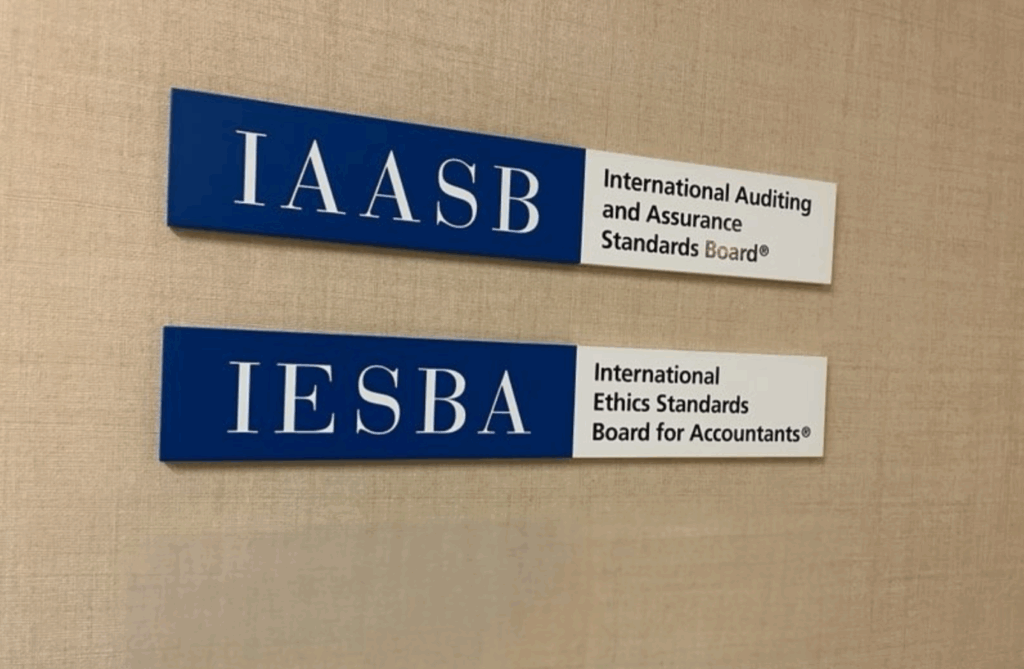 IAASB
International Auditing
and Assurance
Standards Board®
IESBA
International
Ethics Standards
Board for Accountants®